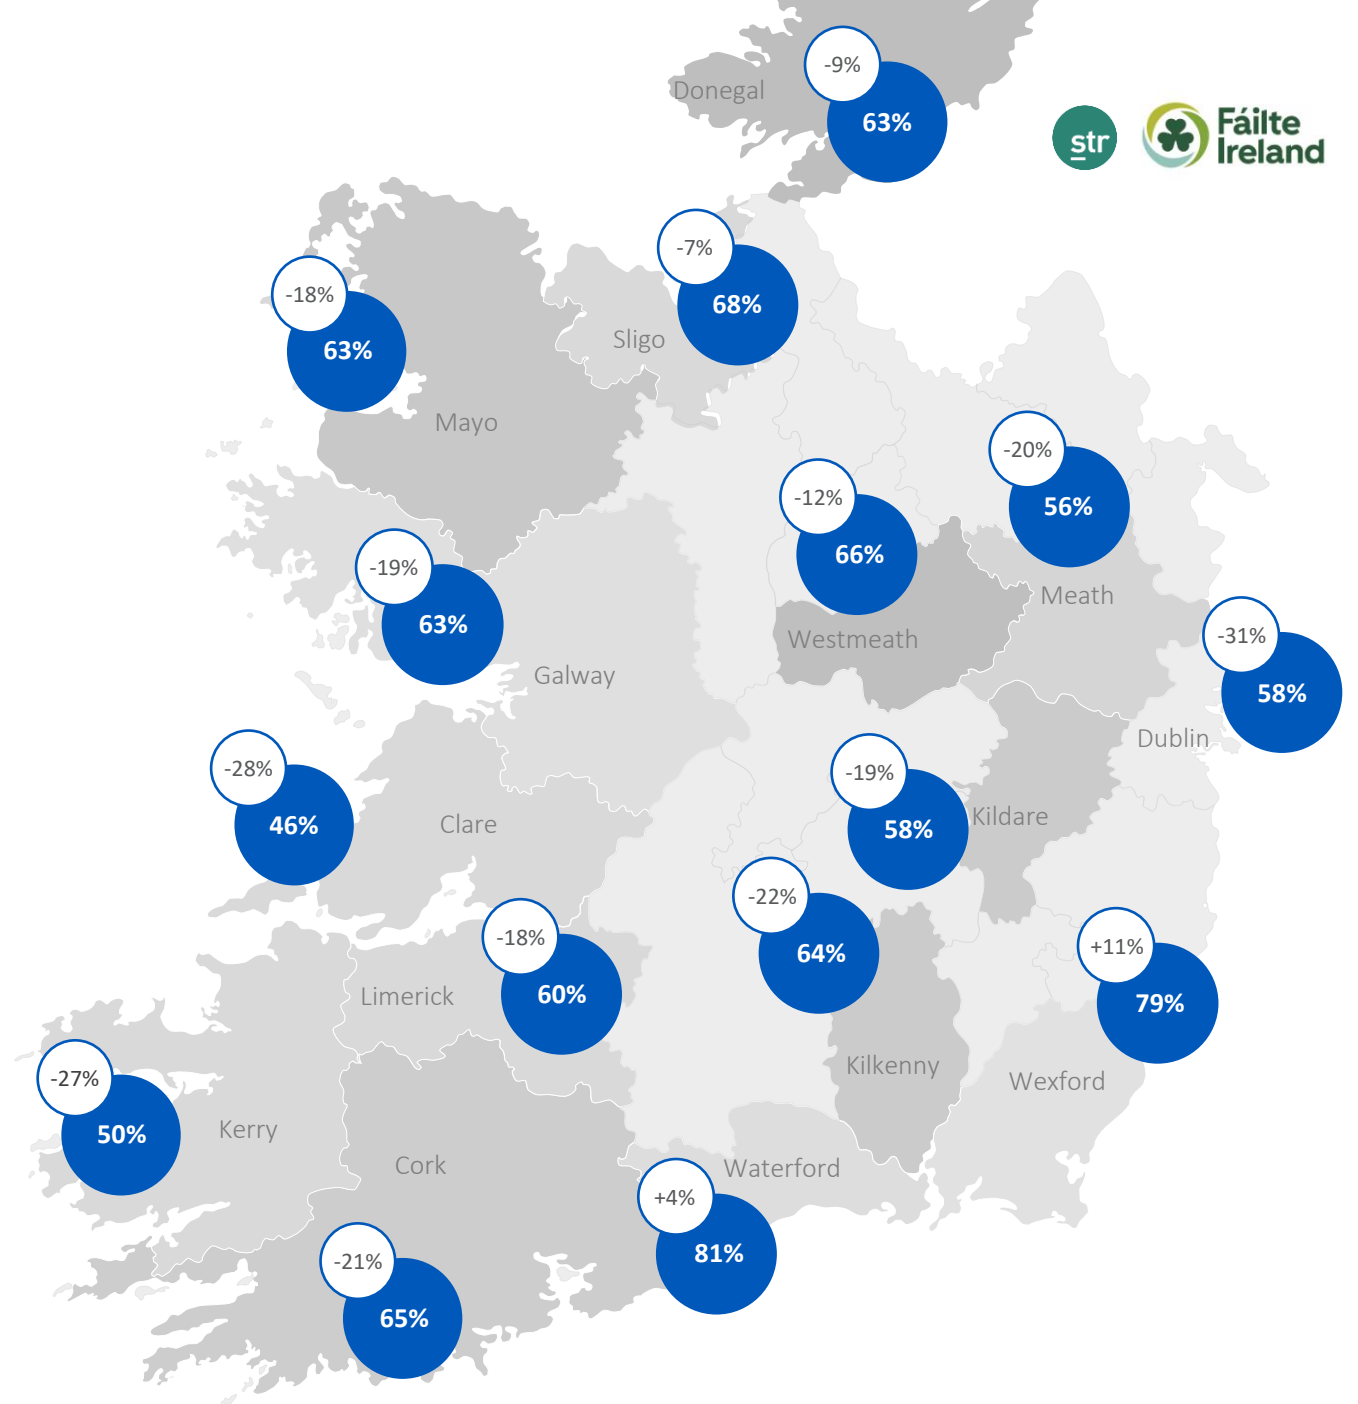 -9%
Donegal
63%
str
Fáilte
Ireland
-7%
68%
Sligo
-18%
63%
Mayo
-20%
56%
Meath
-12%
66%
Westmeath
-19%
63%
Galway
-31%
58%
Dublin
-28%
46%
Clare
-19%
58%
Kildare
-22%
64%
Kilkenny
-18%
60%
Limerick
+11%
79%
Wexford
-27%
50%
Kerry
Cork
-21%
65%
Waterford
+4%
81%